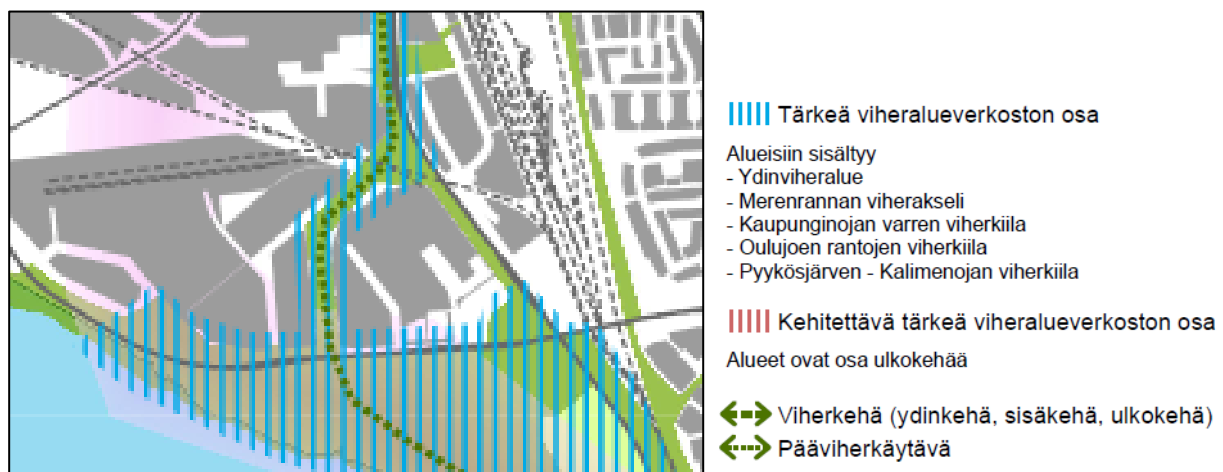 Tärkeä viheralueverkoston osa
Alueisiin sisältyy
- Ydinviheralue
- Merenrannan viherakseli
- Kaupunginojan varren viherkiila
- Oulujoen rantojen viherkiila
- Pyykösjärven - Kalimenojan viherkiila
Kehitettävä tärkeä viheralueverkoston osa
Alueet ovat osa ulkokehää
Viherkehä (ydinkehä, sisäkehä, ulkokehä)
Pääviherkäytävä